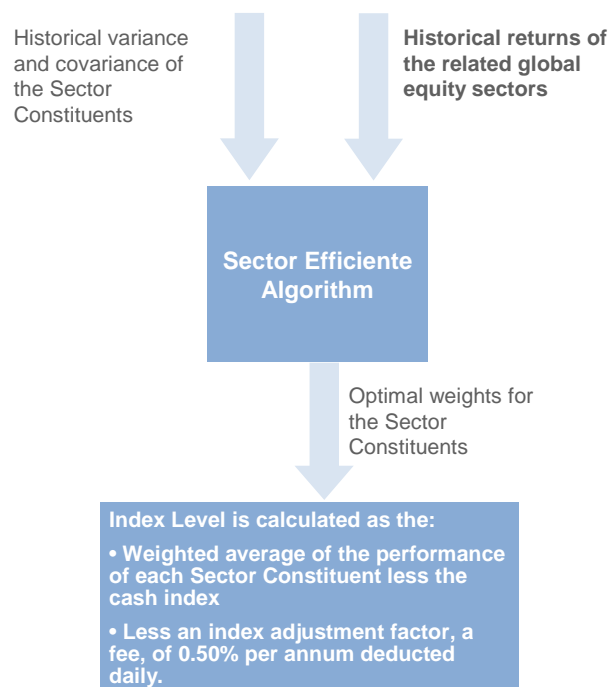 Historical variance
and covariance of
the Sector
Constituents
Historical returns of
the related global
equity sectors
Sector Efficiente
Algorithm
Optimal weights for
the Sector
Constituents
Index Level is calculated as the:
• Weighted average of the performance
of each Sector Constituent less the
cash index
• Less an index adjustment factor, a
fee, of 0.50% per annum deducted
daily.